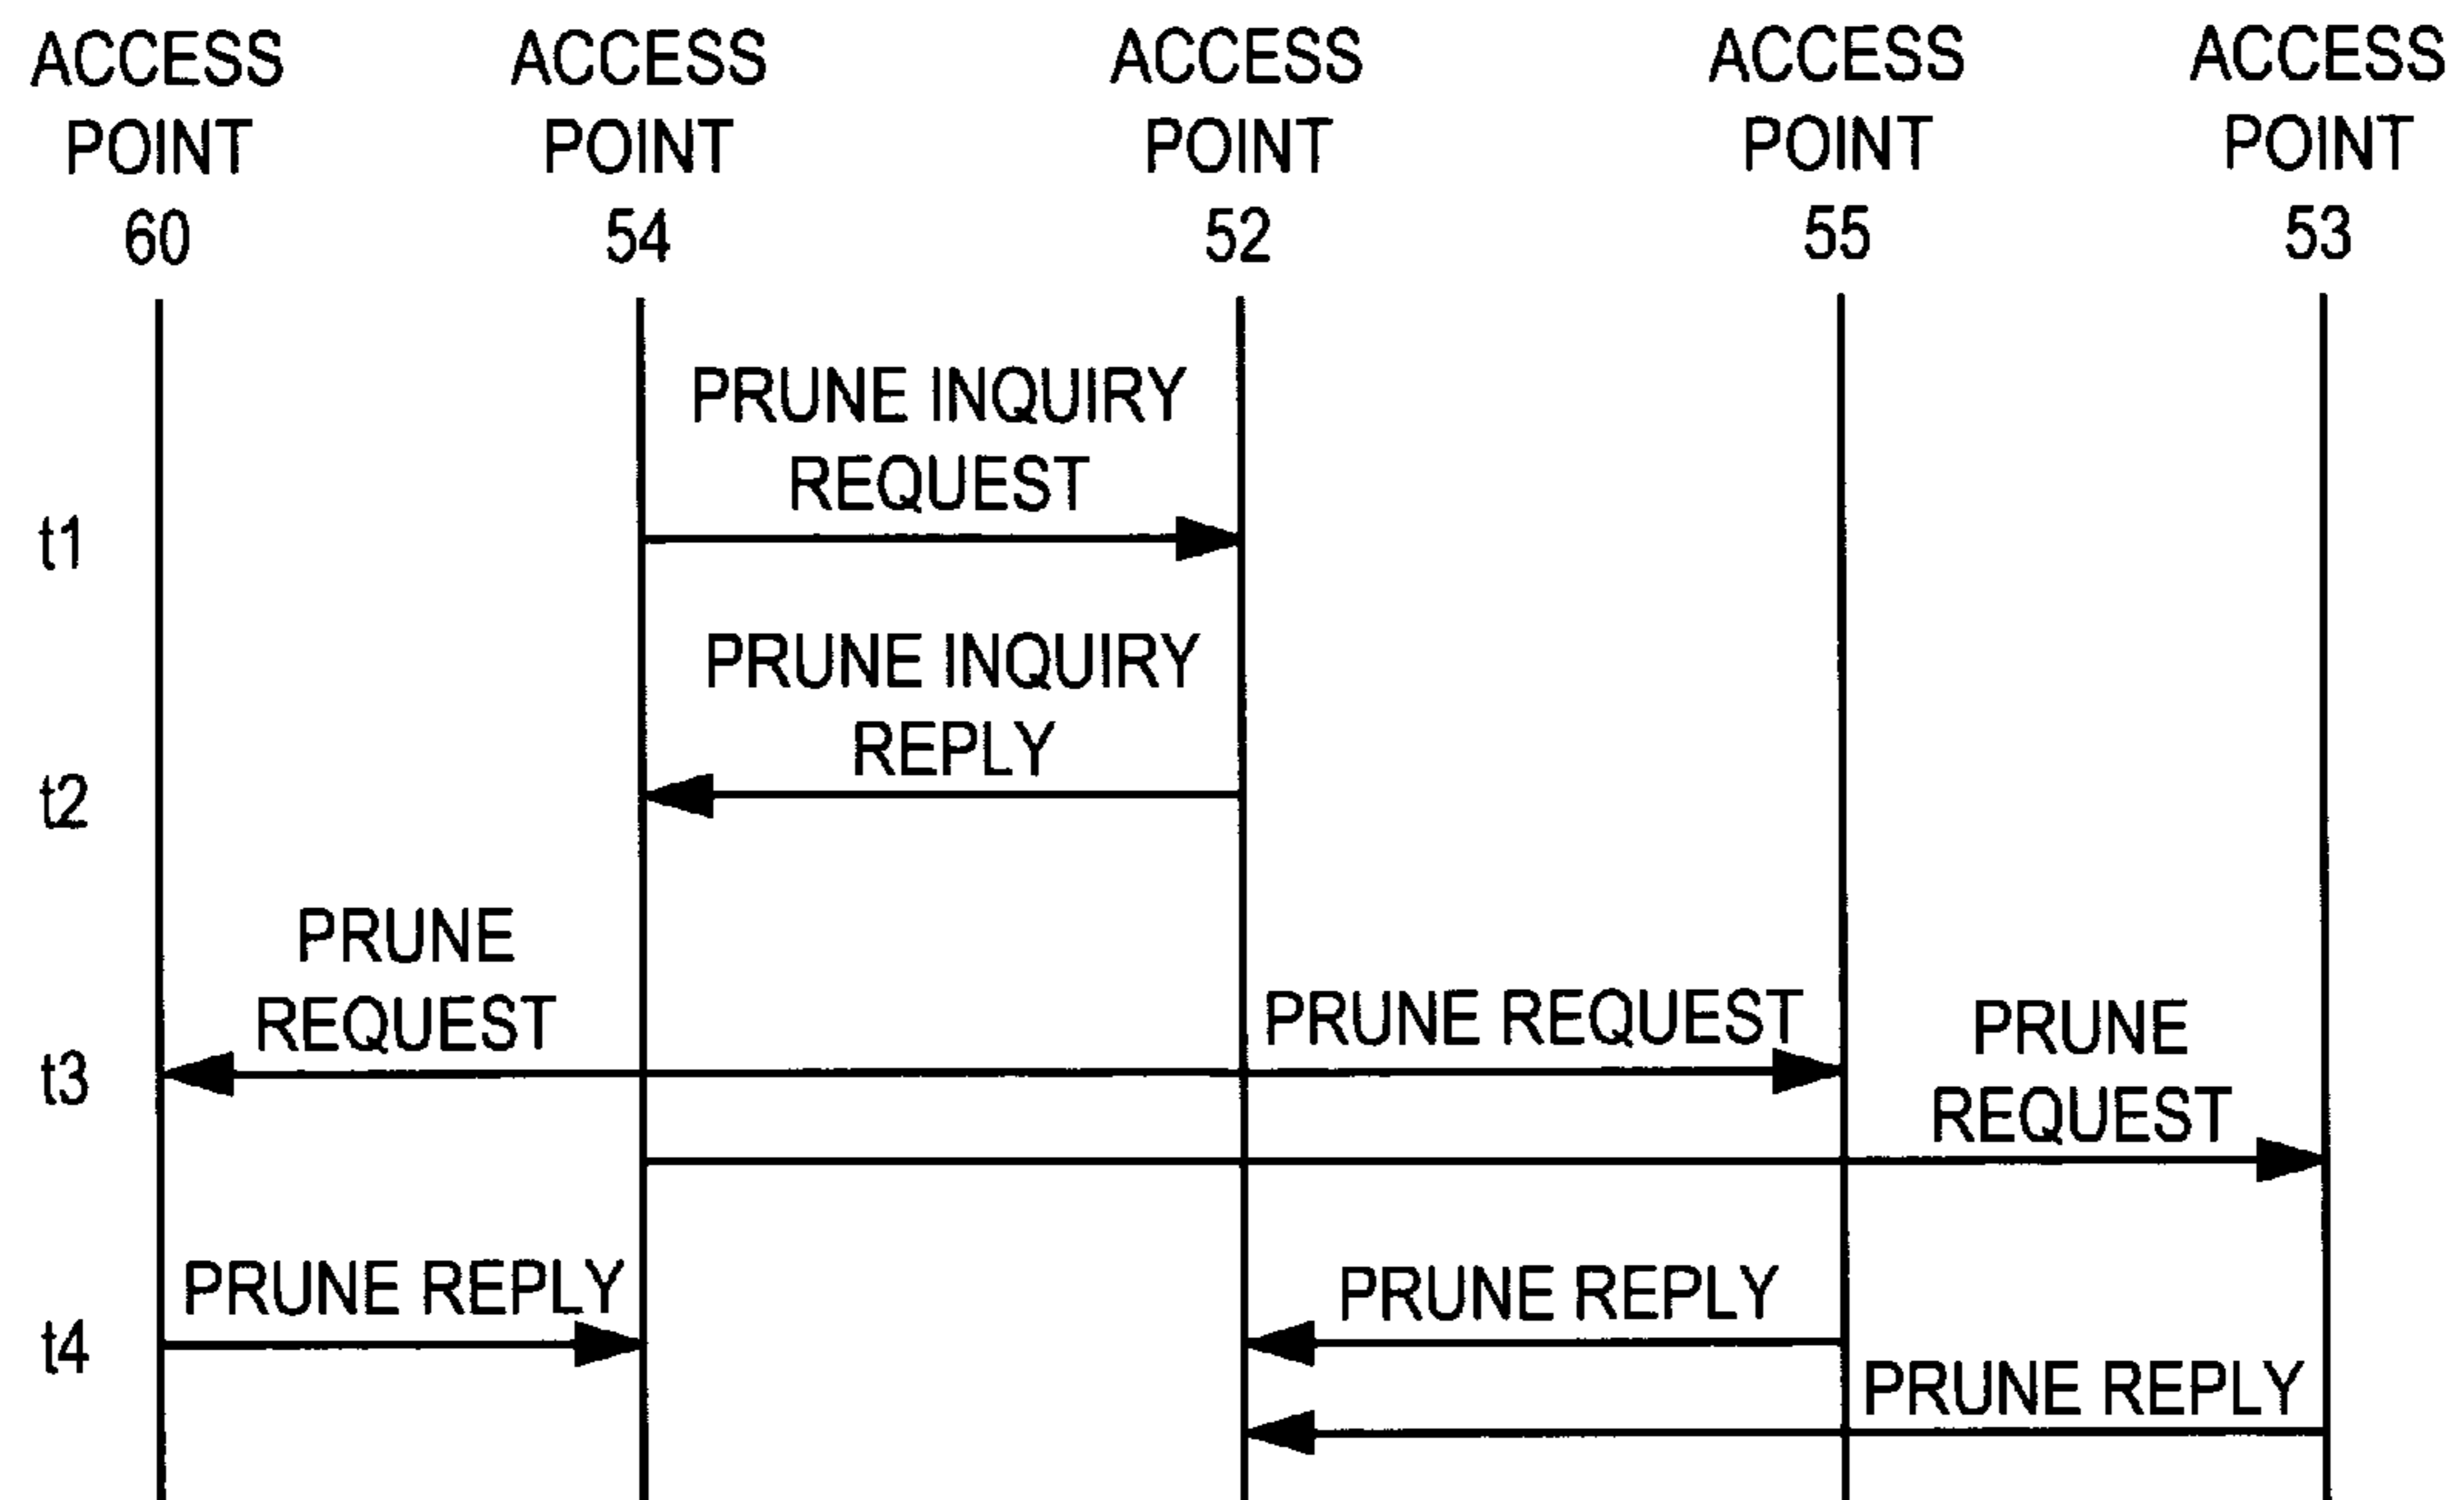 ACCESS
POINT
60
ACCESS
POINT
54
ACCESS
POINT
52
ACCESS
POINT
55
ACCESS
POINT
53
PRUNE INQUIRY
REQUEST
t1
PRUNE INQUIRY
REPLY
t2
PRUNE
REQUEST
PRUNE REQUEST
PRUNE
REQUEST
t3
PRUNE REPLY
PRUNE REPLY
t4
PRUNE REPLY